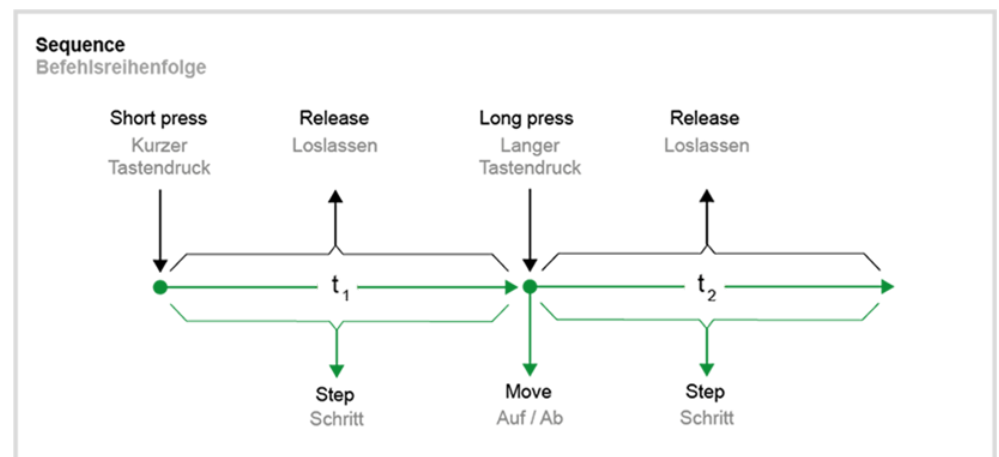 Sequence
Befehlsreihenfolge
Short press
Kurzer
Tastendruck
Release
Loslassen
Long press
Langer
Tastendruck
Release
Loslassen
t1
t2
Step
Schritt
Move
Auf / Ab
Step
Schritt